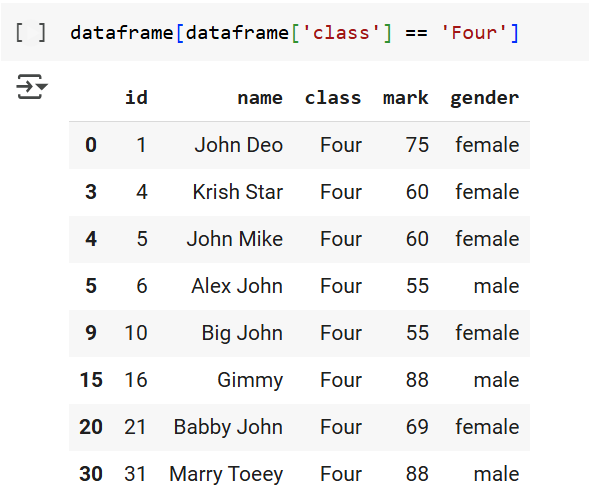 [ ] dataframe[dataframe['class'] == 'Four']
id name class mark gender
0 1 John Deo Four 75 female
3 4 Krish Star Four 60 female
4 5 John Mike Four 60 female
5 6 Alex John Four 55 male
9 10 Big John Four 55 female
15 16 Gimmy Four 88 male
20 21 Babby John Four 69 female
30 31 Marry Toeey Four 88 male